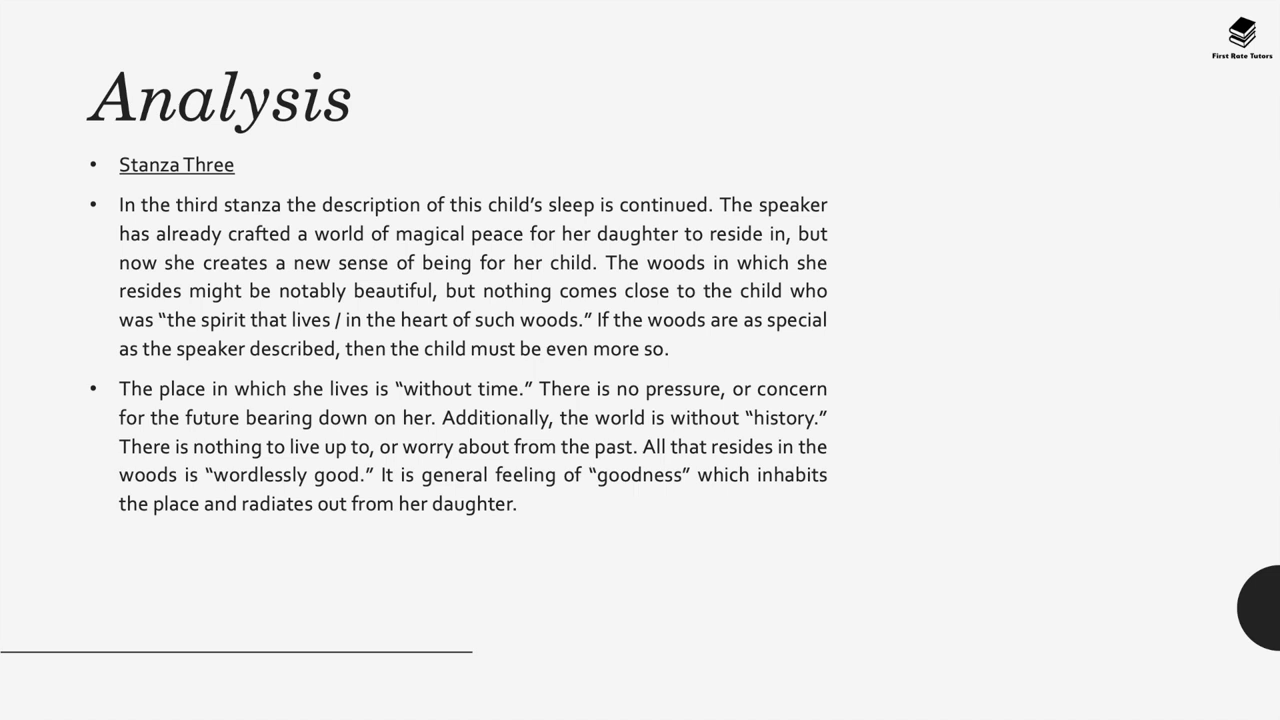 First Rate Tutors
Analysis
• Stanza Three
• In the third stanza the description of this child’s sleep is continued. The speaker
has already crafted a world of magical peace for her daughter to reside in, but
now she creates a new sense of being for her child. The woods in which she
resides might be notably beautiful, but nothing comes close to the child who
was “the spirit that lives / in the heart of such woods.” If the woods are as special
as the speaker described, then the child must be even more so.
• The place in which she lives is “without time.” There is no pressure, or concern
for the future bearing down on her. Additionally, the world is without “history.”
There is nothing to live up to, or worry about from the past. All that resides in the
woods is “wordlessly good.” It is general feeling of “goodness” which inhabits
the place and radiates out from her daughter.